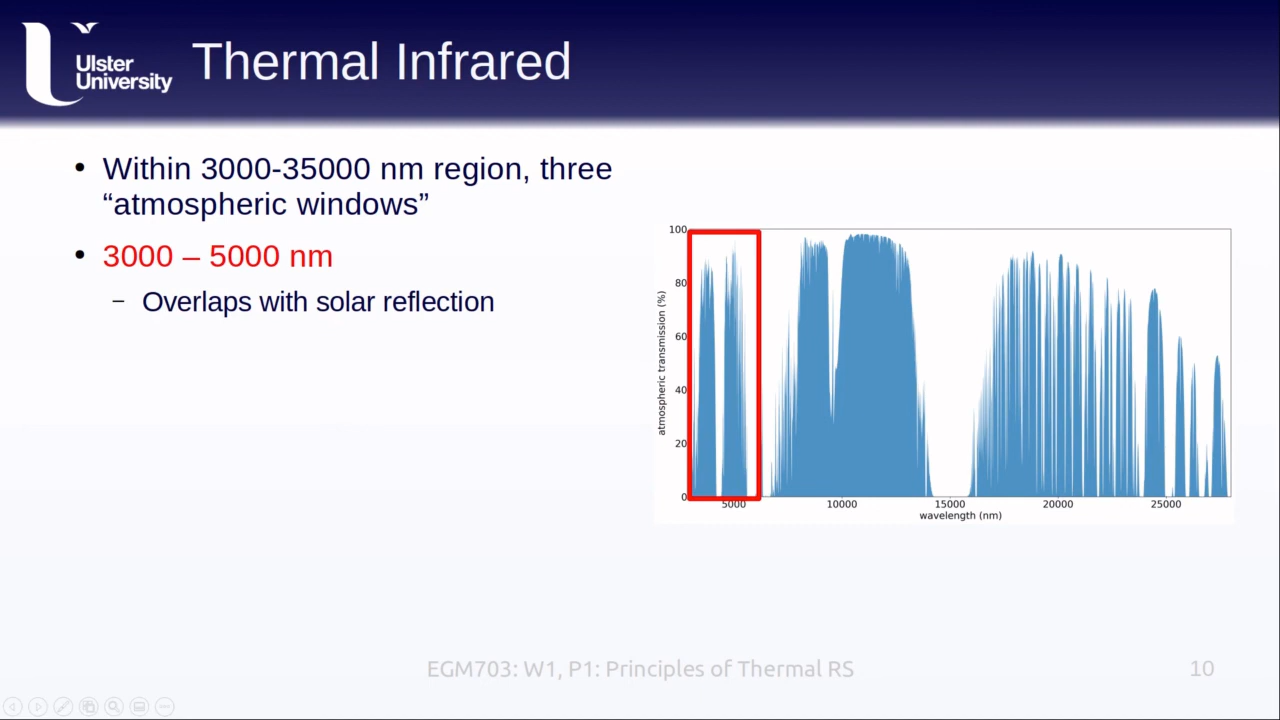 Ulster
University
Thermal Infrared
• Within 3000-35000 nm region, three
“atmospheric windows”
• 3000 – 5000 nm
– Overlaps with solar reflection
100
80
60
40
20
0
atmospheric transmission (%)
5000 10000 15000 20000 25000
wavelength (nm)
EGM703: W1, P1: Principles of Thermal RS
10